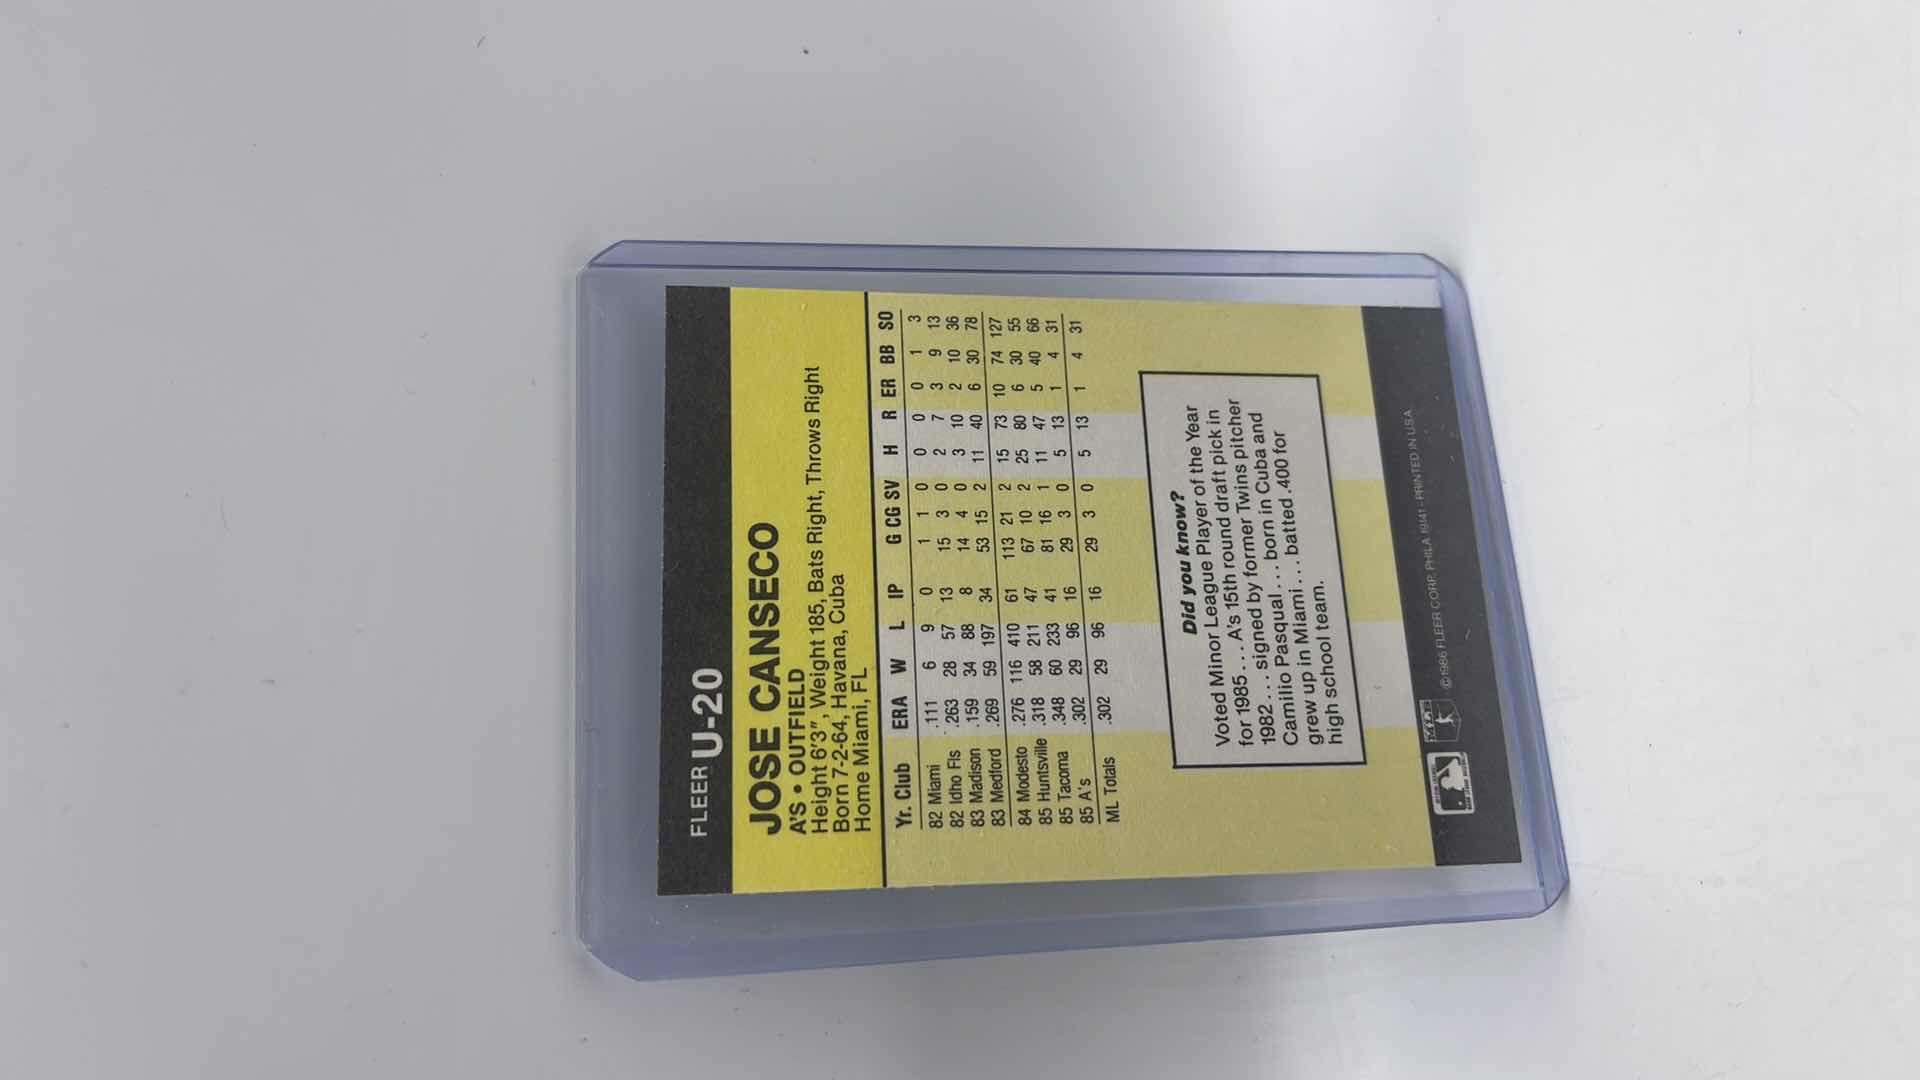 FLEER U-20
JOSE CANSECO
A'S • OUTFIELD
Height 6'3", Weight 185, Bats Right, Throws Right
Born 7-2-64, Havana, Cuba
Home Miami, FL
Yr. Club ERA W L IP G CG SV H R ER BB SO
82 Miami .111 6 9 0 1 1 0 0 0 0 1 3
82 Idho Fls .263 28 57 13 15 3 0 2 7 3 9 13
83 Madison .159 34 88 8 14 4 0 3 10 2 10 36
83 Medford .269 59 197 34 53 15 2 11 40 6 30 78
84 Modesto .276 116 410 61 113 21 2 15 73 10 74 127
85 Huntsville .318 58 211 47 67 10 2 25 80 6 30 55
85 Tacoma .348 60 233 41 81 16 1 11 47 5 40 66
85 A's .302 29 96 16 29 3 0 5 13 1 4 31
ML Totals .302 29 96 16 29 3 0 5 13 1 4 31
Did you know?
Voted Minor League Player of the Year
for 1985 . . . A's 15th round draft pick in
1982 . . . signed by former Twins pitcher
Camilio Pasqual . . . born in Cuba and
grew up in Miami . . . batted .400 for
high school team.
©1986 FLEER CORP. PHILA 19141 - PRINTED IN U.S.A.